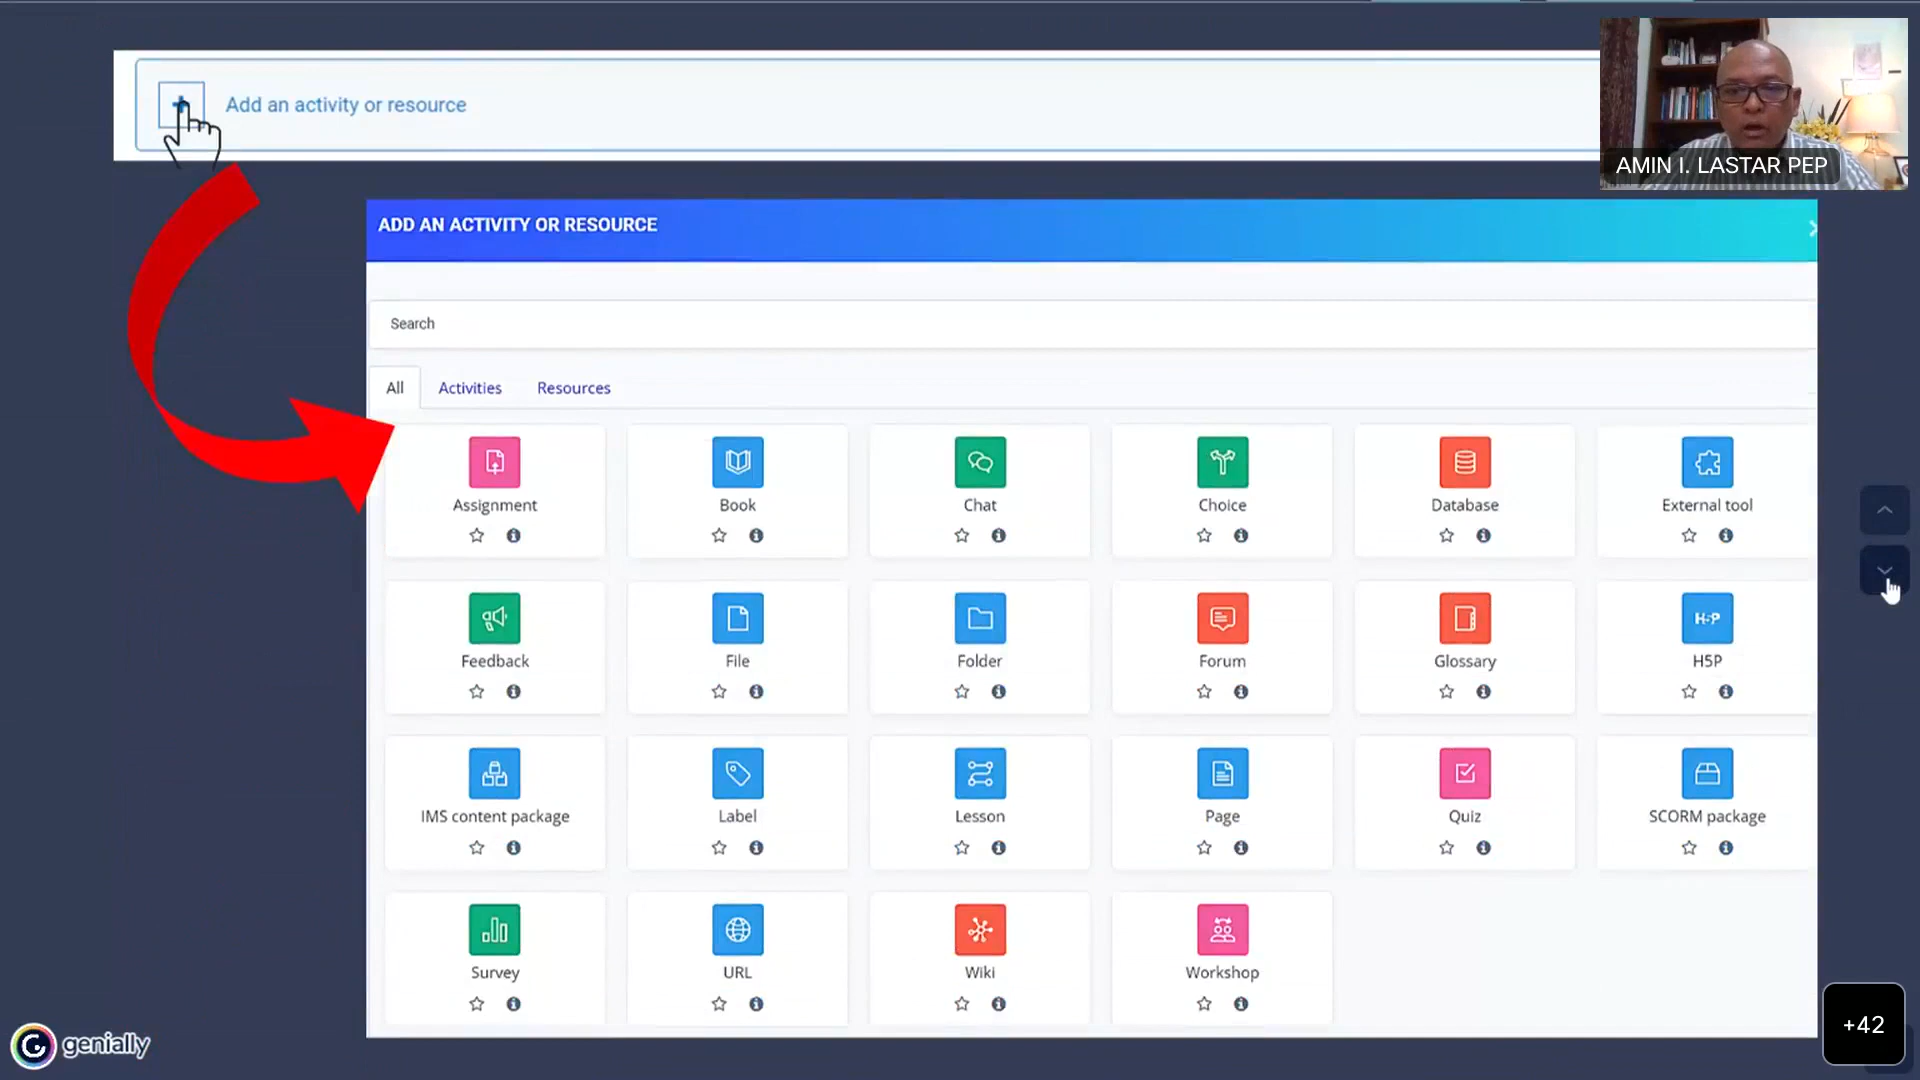 Add an activity or resource
AMIN I. LASTAR PEP
ADD AN ACTIVITY OR RESOURCE
Search
All Activities Resources
Assignment Book Chat Choice Database External tool
Feedback File Folder Forum Glossary H5P
H5P
IMS content package Label Lesson Page Quiz SCORM package
Survey URL Wiki Workshop
+42
genially